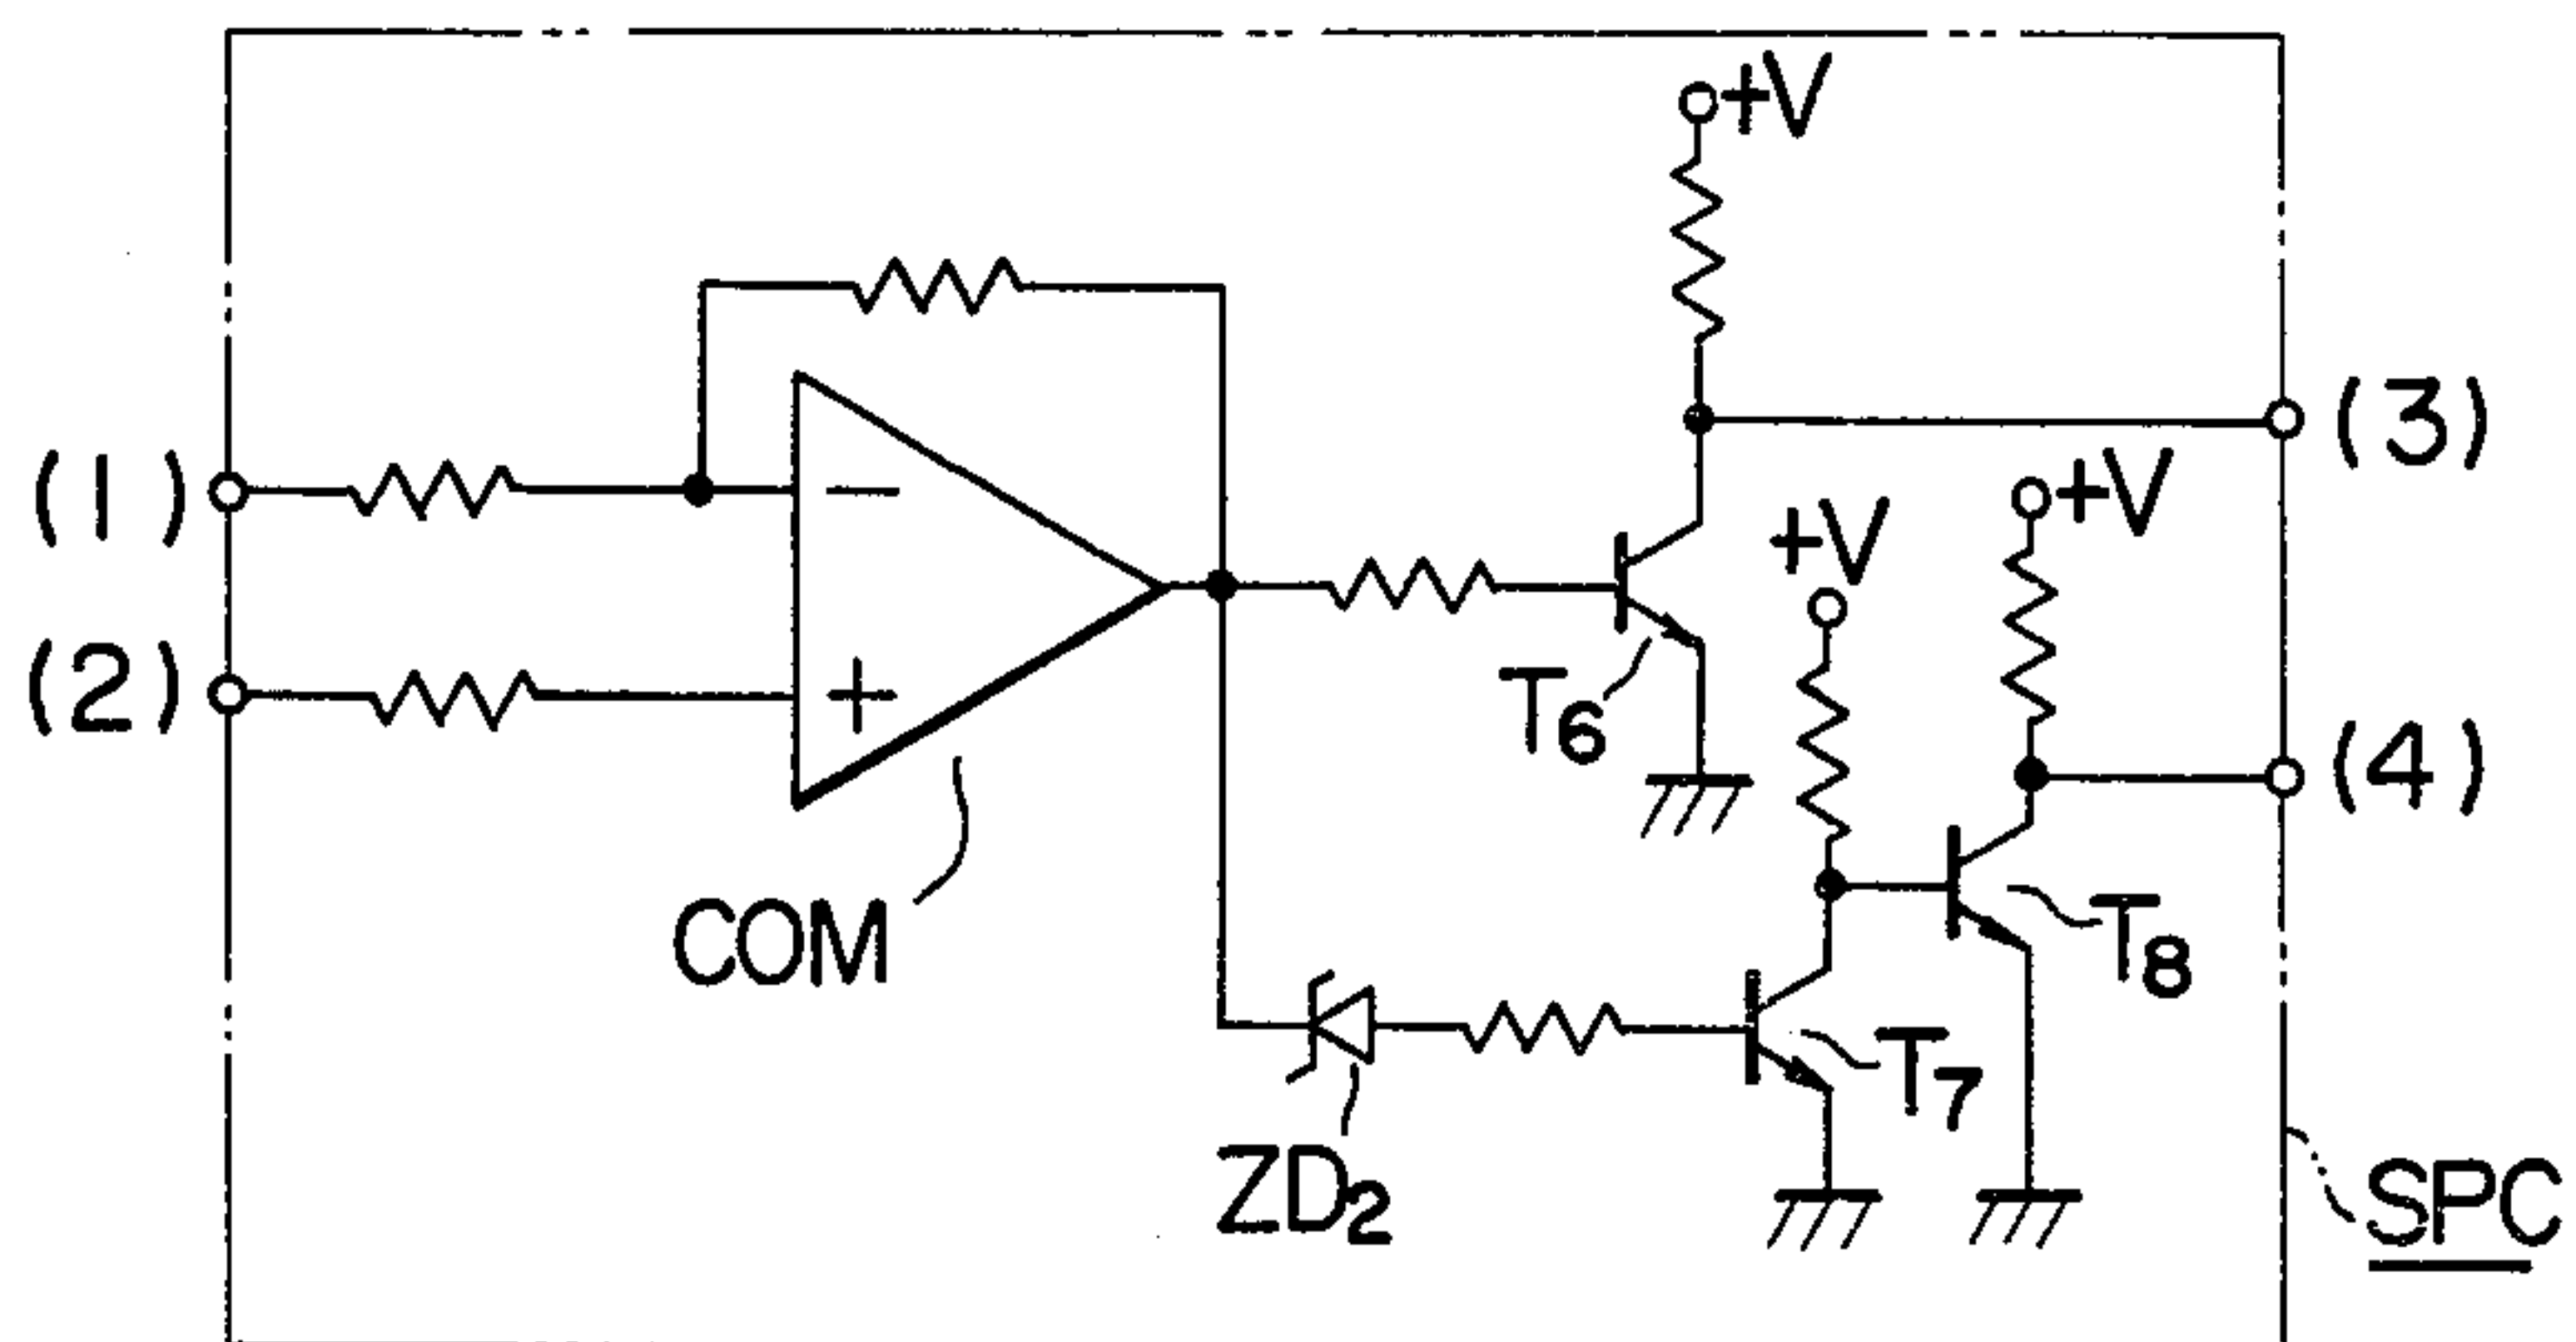 +V
(1)
−
(3)
+V
+V
(2)
+
T6
(4)
COM
T8
T7
ZD2
SPC